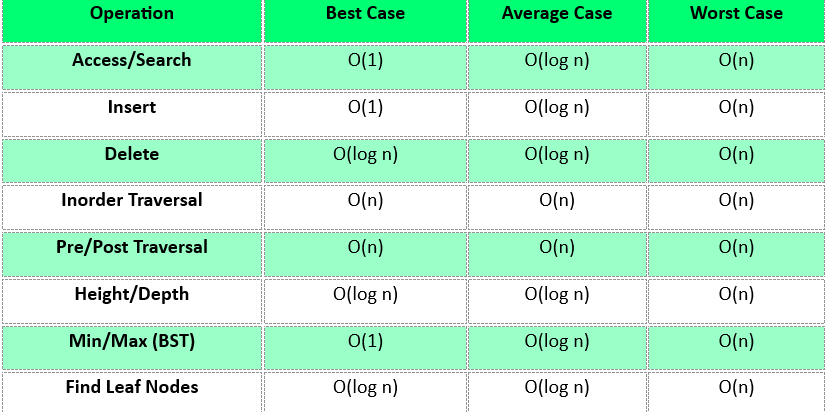 Operation Best Case Average Case Worst Case
Access/Search O(1) O(log n) O(n)
Insert O(1) O(log n) O(n)
Delete O(log n) O(log n) O(n)
Inorder Traversal O(n) O(n) O(n)
Pre/Post Traversal O(n) O(n) O(n)
Height/Depth O(log n) O(log n) O(n)
Min/Max (BST) O(1) O(log n) O(n)
Find Leaf Nodes O(log n) O(log n) O(n)